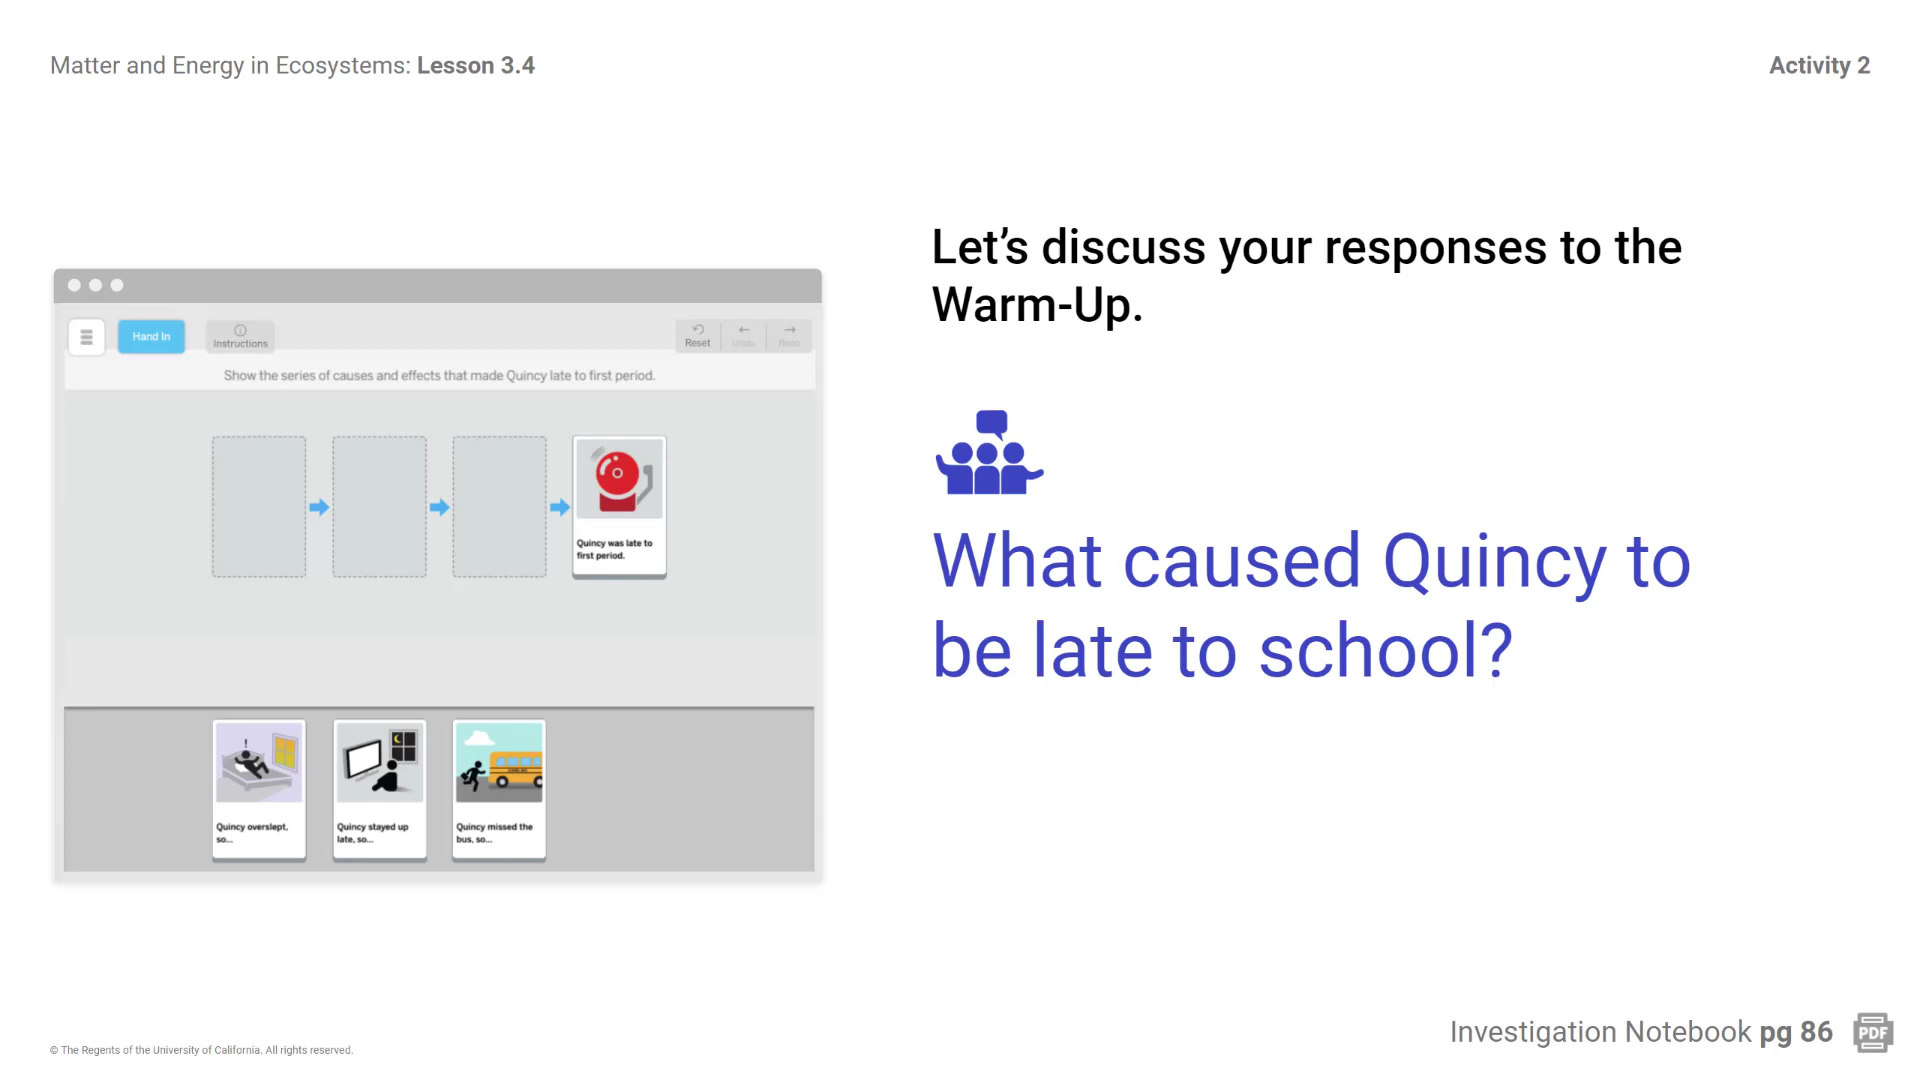 Matter and Energy in Ecosystems: Lesson 3.4
Activity 2
Hand In
Instructions
Reset
Undo
Redo
Show the series of causes and effects that made Quincy late to first period.
Quincy was late to
first period.
Quincy overslept,
so...
Quincy stayed up
late, so...
Quincy missed the
bus, so...
Let’s discuss your responses to the
Warm-Up.
What caused Quincy to
be late to school?
Investigation Notebook pg 86
PDF
© The Regents of the University of California. All rights reserved.